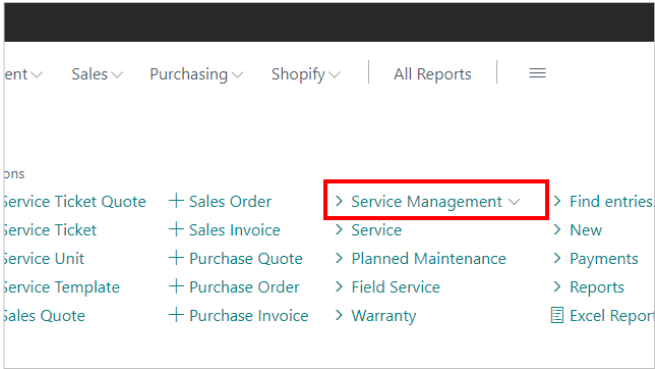 ent Sales Purchasing Shopify All Reports
ons
Service Ticket Quote + Sales Order > Service Management > Find entries
Service Ticket + Sales Invoice > Service > New
Service Unit + Purchase Quote > Planned Maintenance > Payments
Service Template + Purchase Order > Field Service > Reports
Sales Quote + Purchase Invoice > Warranty Excel Report